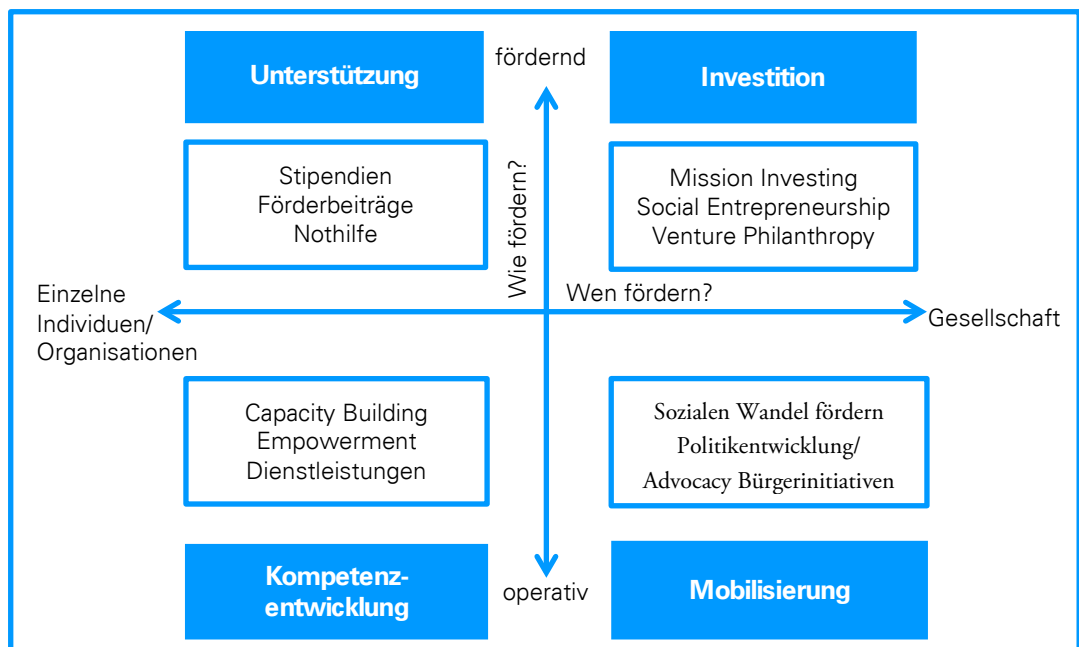 Unterstützung
fördernd
Investition
Stipendien
Förderbeiträge
Nothilfe
Wie fördern?
Mission Investing
Social Entrepreneurship
Venture Philanthropy
Einzelne
Individuen/
Organisationen
Wen fördern?
Gesellschaft
Capacity Building
Empowerment
Dienstleistungen
Sozialen Wandel fördern
Politikentwicklung/
Advocacy Bürgerinitiativen
Kompetenz-
entwicklung
operativ
Mobilisierung